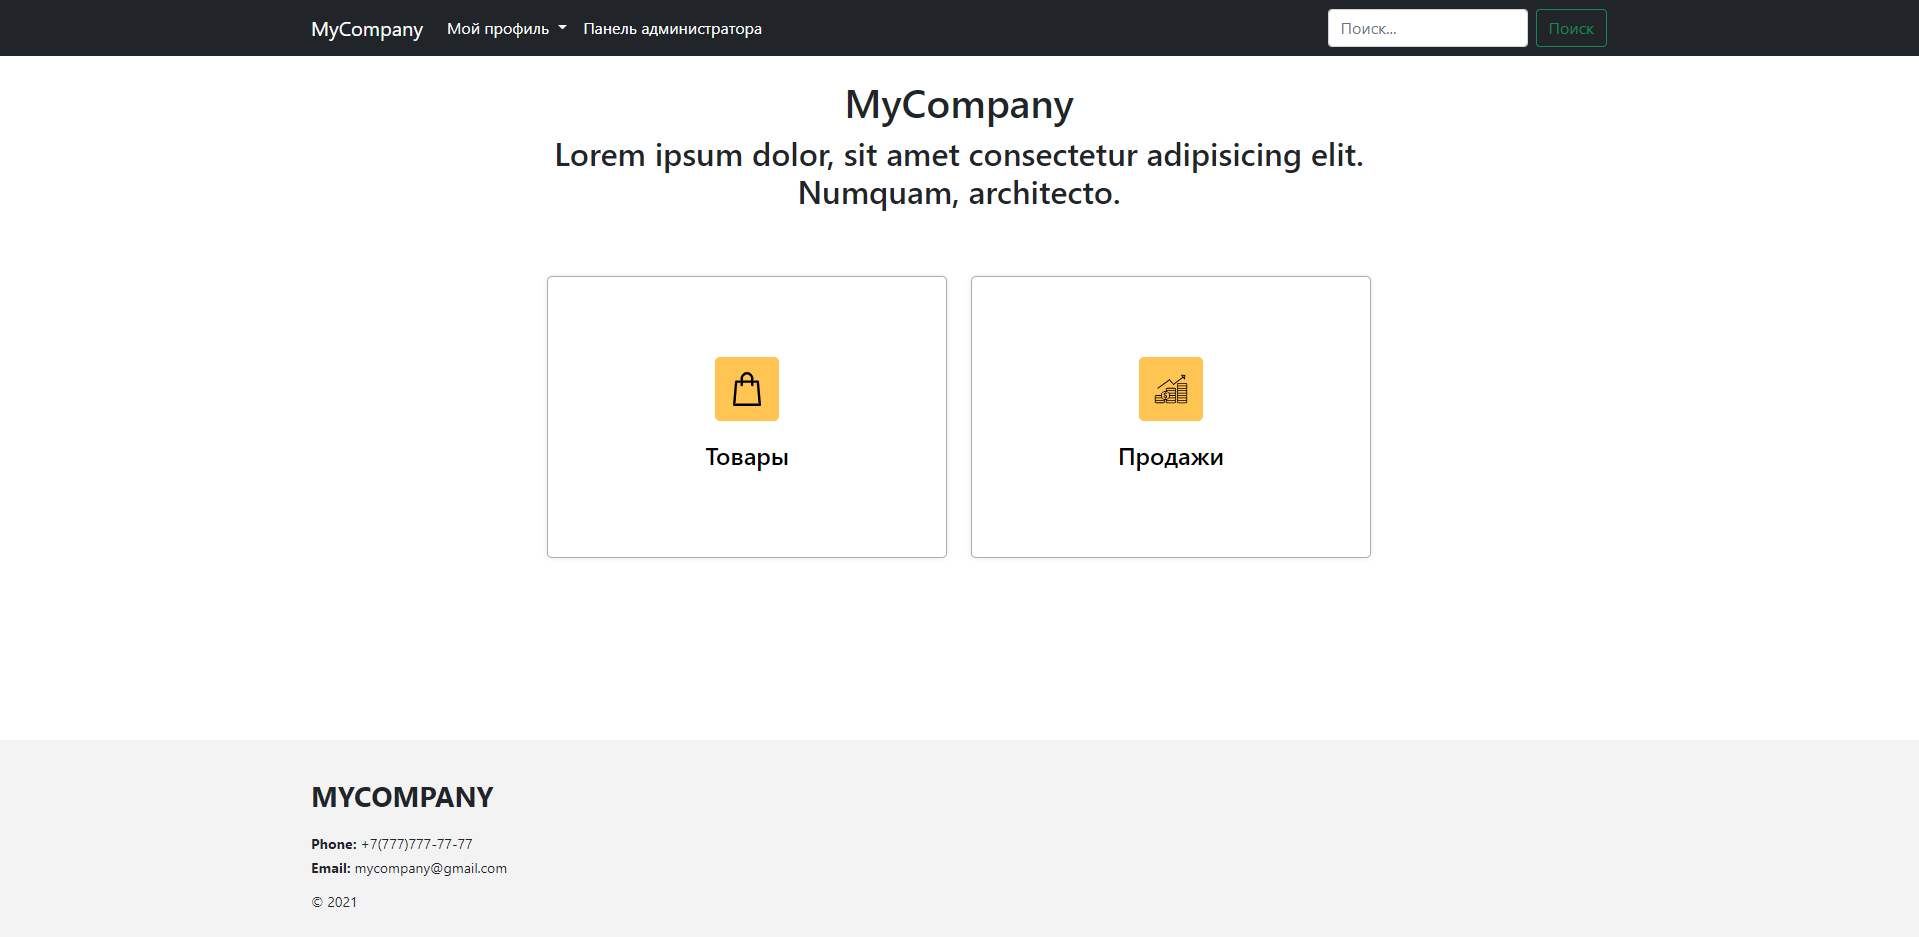 MyCompany
Мой профиль
Панель администратора
Поиск...
Поиск
MyCompany
Lorem ipsum dolor, sit amet consectetur adipisicing elit.
Numquam, architecto.
Товары
Продажи
MYCOMPANY
Phone: +7(777)777-77-77
Email: mycompany@gmail.com
© 2021